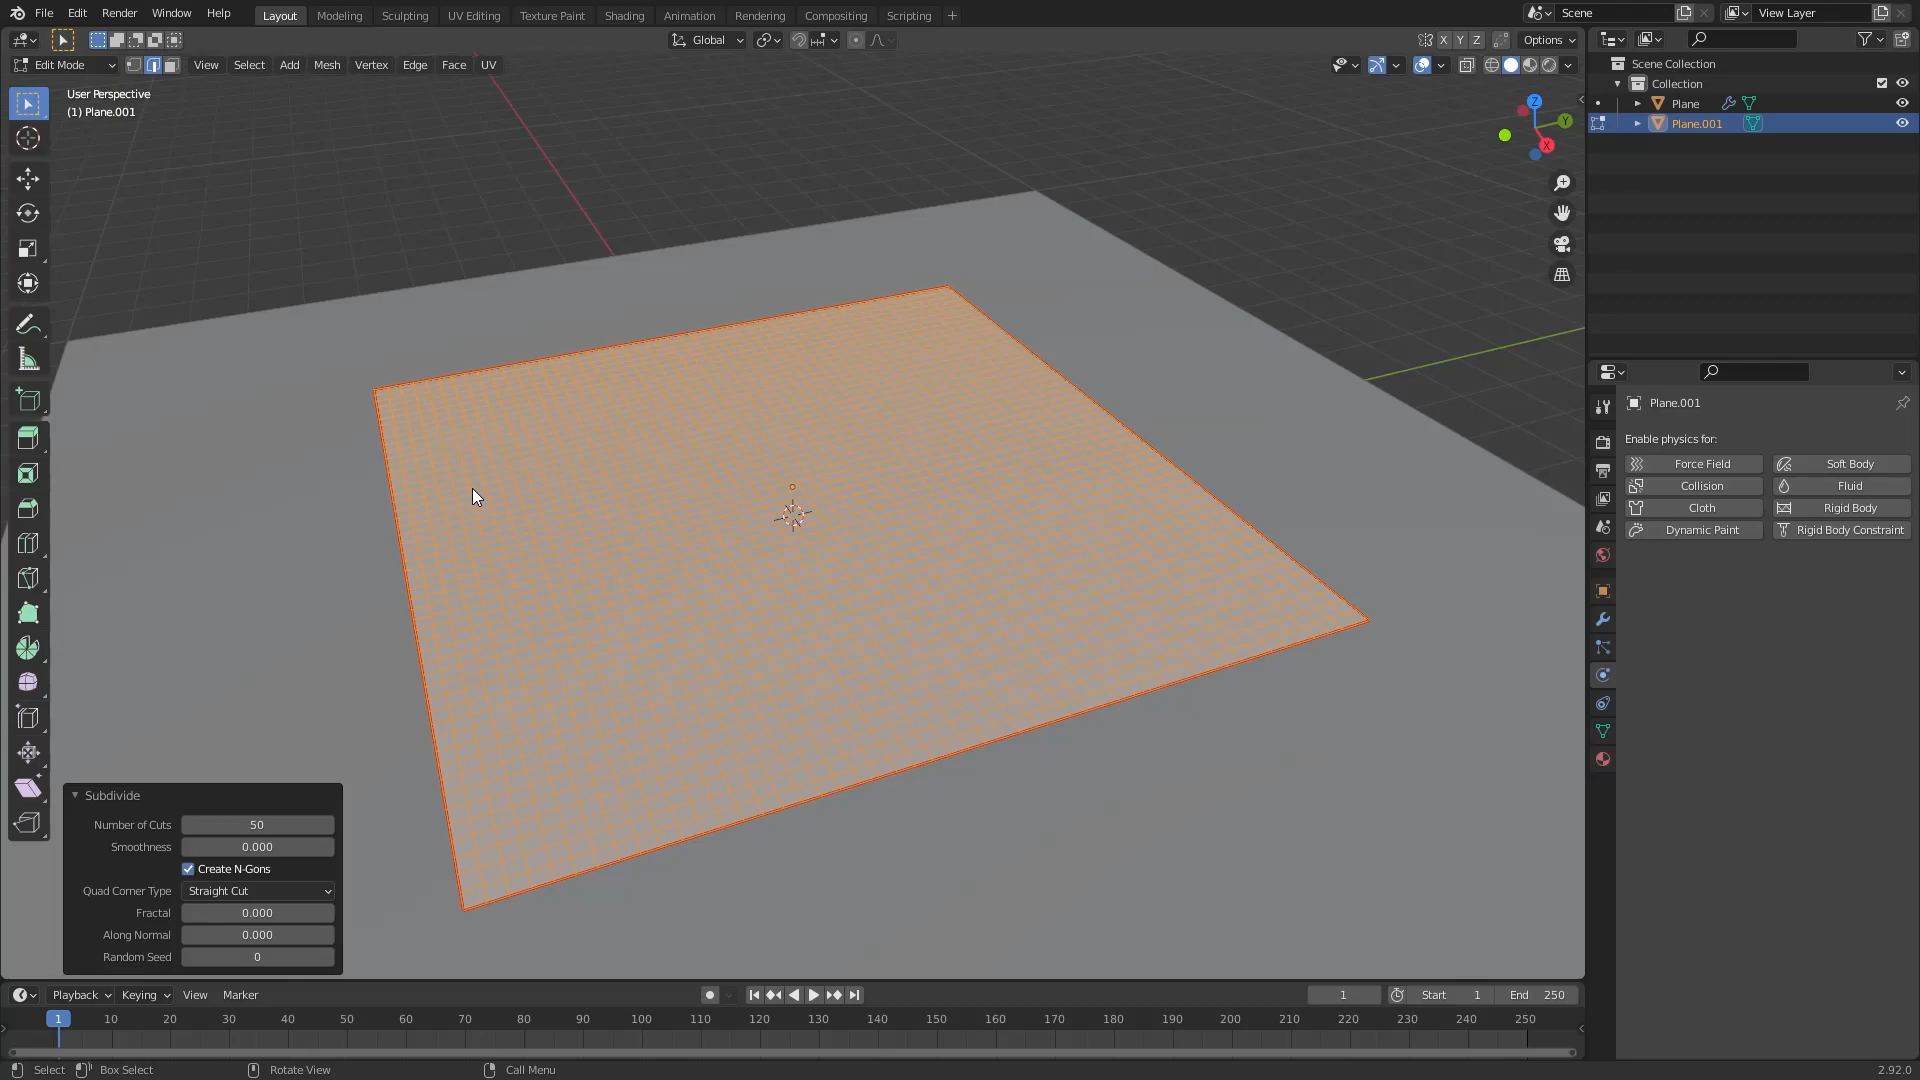 File Edit Render Window Help Layout Modeling Sculpting UV Editing Texture Paint Shading Animation Rendering Compositing Scripting + Scene View Layer
Global X Y Z Options
Edit Mode View Select Add Mesh Vertex Edge Face UV
User Perspective
(1) Plane.001
Z
Y
X
Scene Collection
Collection
Plane
Plane.001
Plane.001
Enable physics for:
Force Field Soft Body
Collision Fluid
Cloth Rigid Body
Dynamic Paint Rigid Body Constraint
Subdivide
Number of Cuts 50
Smoothness 0.000
Create N-Gons
Quad Corner Type Straight Cut
Fractal 0.000
Along Normal 0.000
Random Seed 0
Playback Keying View Marker 1 Start 1 End 250
1 10 20 30 40 50 60 70 80 90 100 110 120 130 140 150 160 170 180 190 200 210 220 230 240 250
Select Box Select Rotate View Call Menu 2.92.0